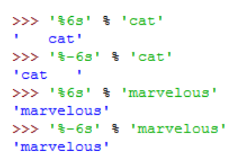 >>> '%6s' % 'cat'
'   cat'
>>> '%-6s' % 'cat'
'cat   '
>>> '%6s' % 'marvelous'
'marvelous'
>>> '%-6s' % 'marvelous'
'marvelous'